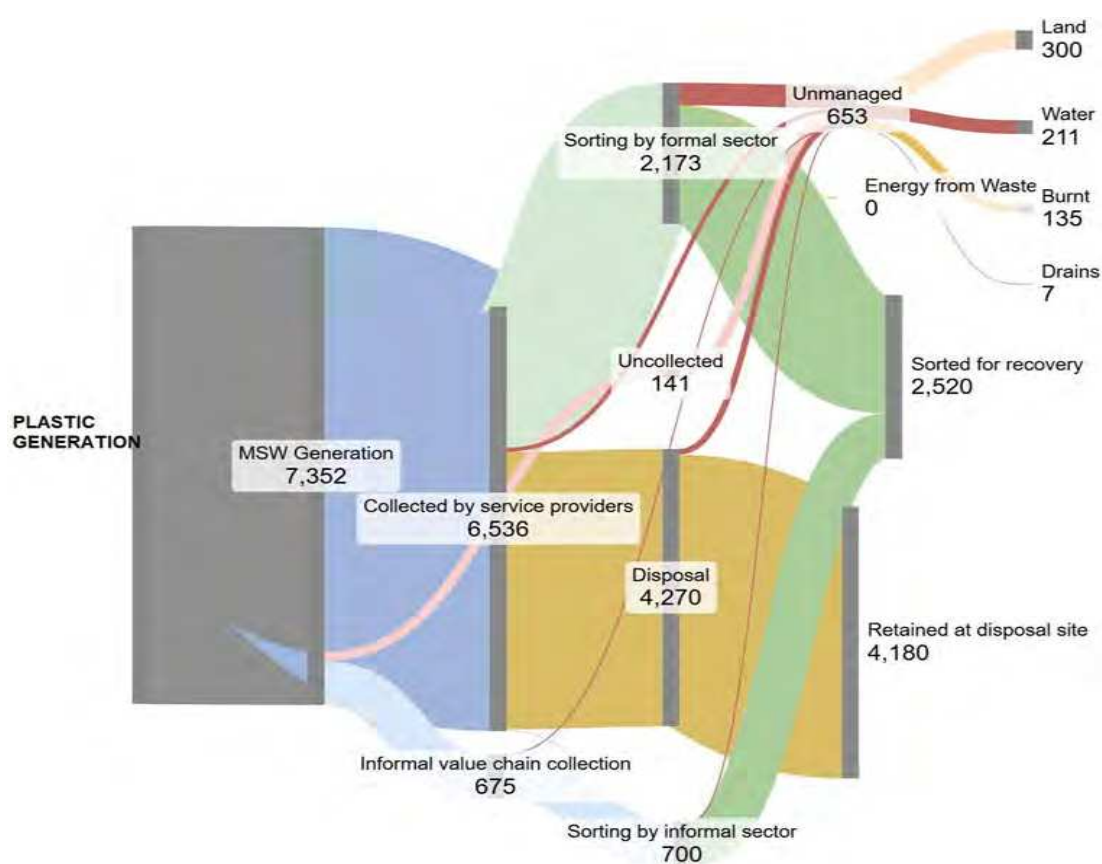 PLASTIC
GENERATION
MSW Generation
7,352
Collected by service providers
6,536
Informal value chain collection
675
Sorting by formal sector
2,173
Uncollected
141
Disposal
4,270
Sorting by informal sector
700
Unmanaged
653
Energy from Waste
0
Sorted for recovery
2,520
Retained at disposal site
4,180
Land
300
Water
211
Burnt
135
Drains
7